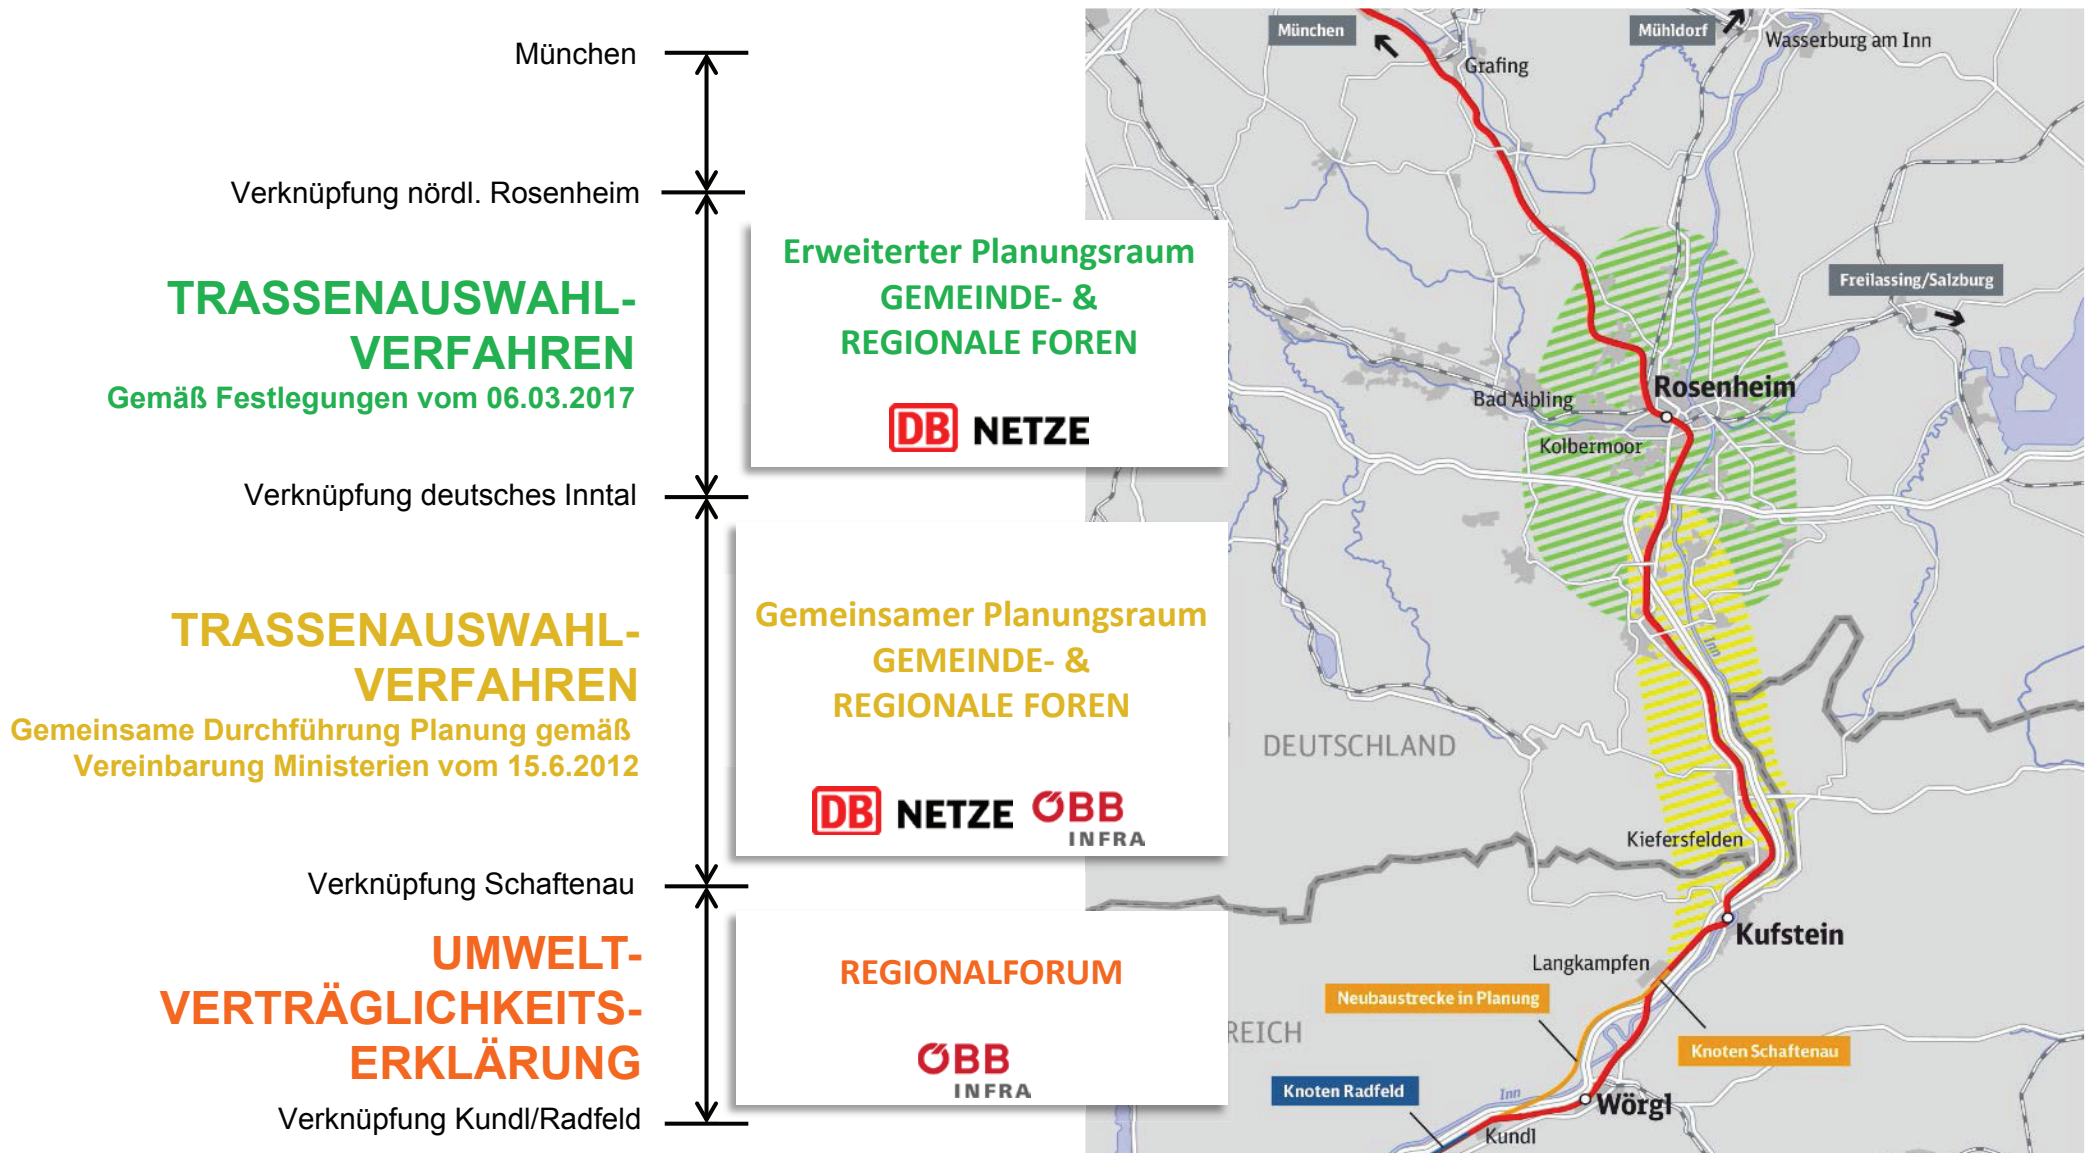 München
Verknüpfung nördl. Rosenheim
TRASSENAUSWAHL-
VERFAHREN
Gemäß Festlegungen vom 06.03.2017
Verknüpfung deutsches Inntal
TRASSENAUSWAHL-
VERFAHREN
Gemeinsame Durchführung Planung gemäß
Vereinbarung Ministerien vom 15.6.2012
Verknüpfung Schaftenau
UMWELT-
VERTRÄGLICHKEITS-
ERKLÄRUNG
Verknüpfung Kundl/Radfeld
Erweiterter Planungsraum
GEMEINDE- &
REGIONALE FOREN
DB NETZE
Gemeinsamer Planungsraum
GEMEINDE- &
REGIONALE FOREN
DB NETZE ÖBB
INFRA
REGIONALFORUM
ÖBB
INFRA
München
Mühldorf
Wasserburg am Inn
Grafing
Freilassing/Salzburg
Rosenheim
Bad Aibling
Kolbermoor
Inn
DEUTSCHLAND
Kiefersfelden
Kufstein
Langkampfen
Neubaustrecke in Planung
REICH
Knoten Schaftenau
Knoten Radfeld
Inn
Wörgl
Kundl